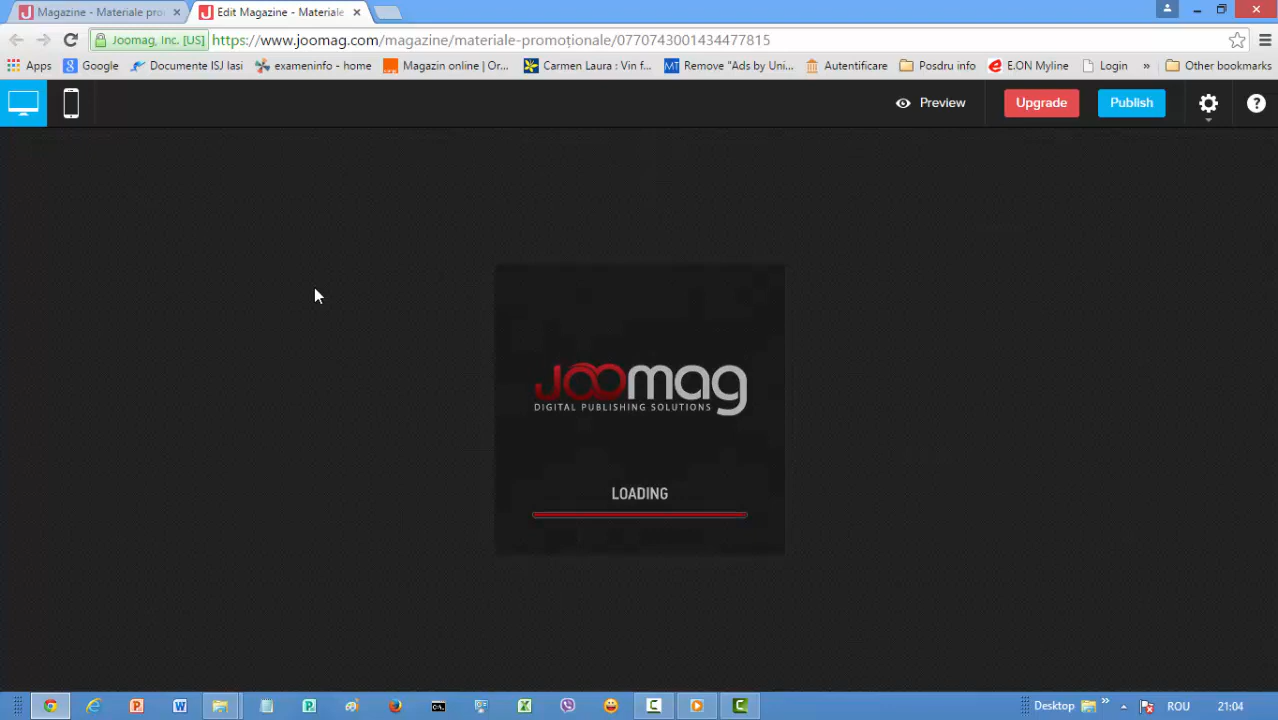 Magazine - Materiale pro
Edit Magazine - Materiale
Joomag, Inc. [US]
https://www.joomag.com/magazine/materiale-promoționale/0770743001434477815
Apps
Google
Documente ISJ Iasi
exameninfo - home
Magazin online | Or...
Carmen Laura : Vin f...
Remove "Ads by Uni...
Autentificare
Posdru info
E.ON Myline
Login
»
Other bookmarks
Preview
Upgrade
Publish
joomag
DIGITAL PUBLISHING SOLUTIONS
LOADING
Desktop
»
ROU
21:04